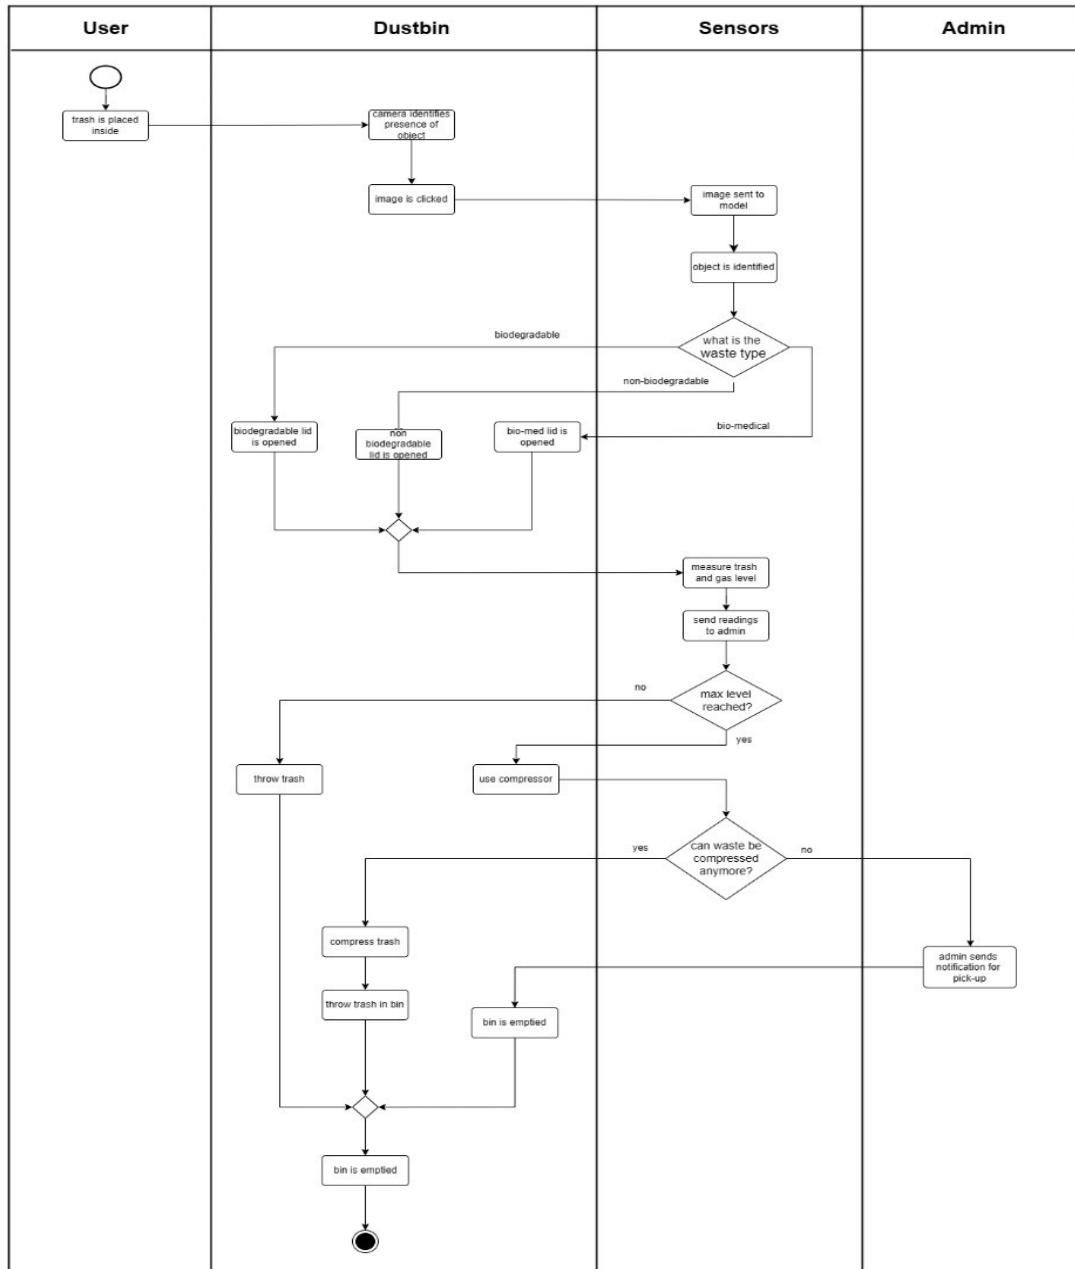 User
Dustbin
Sensors
Admin
trash is placed
inside
camera identifies
presence of
object
image is clicked
image sent to
model
object is identified
what is the
waste type
biodegradable
non-biodegradable
bio-medical
biodegradable lid
is opened
non
biodegradable
lid is opened
bio-med lid is
opened
measure trash
and gas level
send readings
to admin
max level
reached?
no
yes
throw trash
use compressor
can waste be
compressed
anymore?
yes
no
compress trash
admin sends
notification for
pick-up
throw trash in bin
bin is emptied
bin is emptied